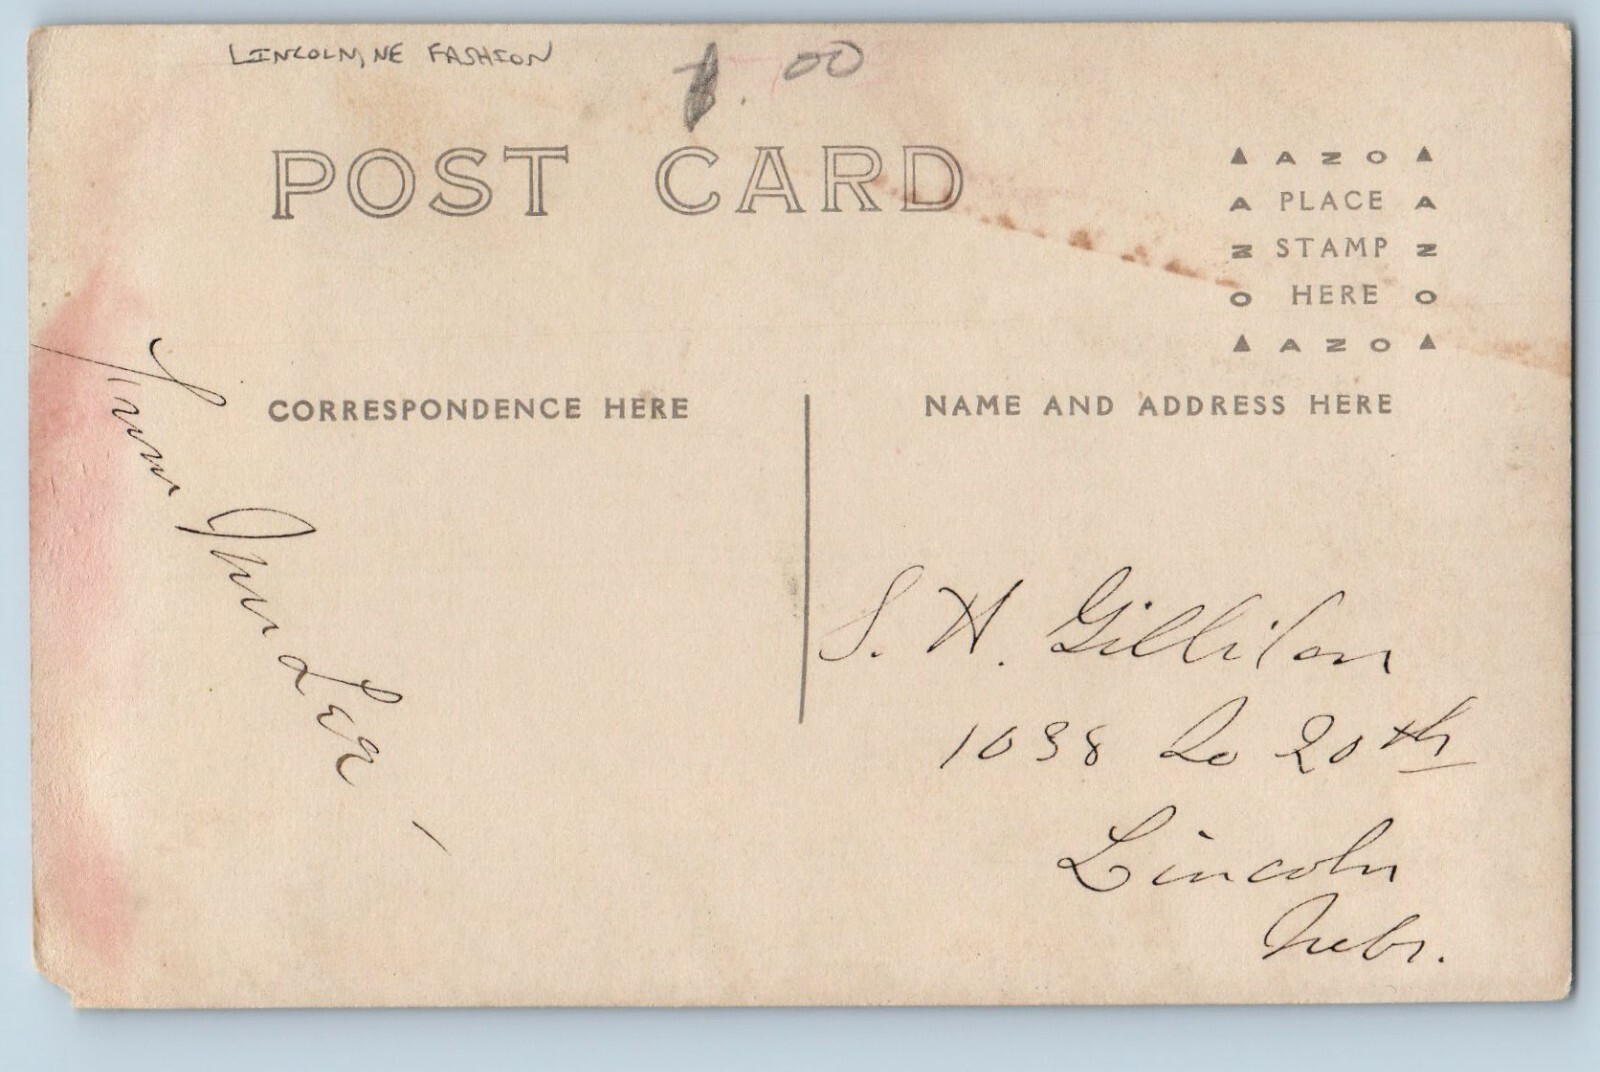 LINCOLN, NE FASHION
.00
POST CARD
▲ AZO ▲
A PLACE A
Z STAMP Z
O HERE O
▲ AZO ▲
CORRESPONDENCE HERE
NAME AND ADDRESS HERE
S. H. Gillilan
1038 So 20th
Lincoln
Nebr.